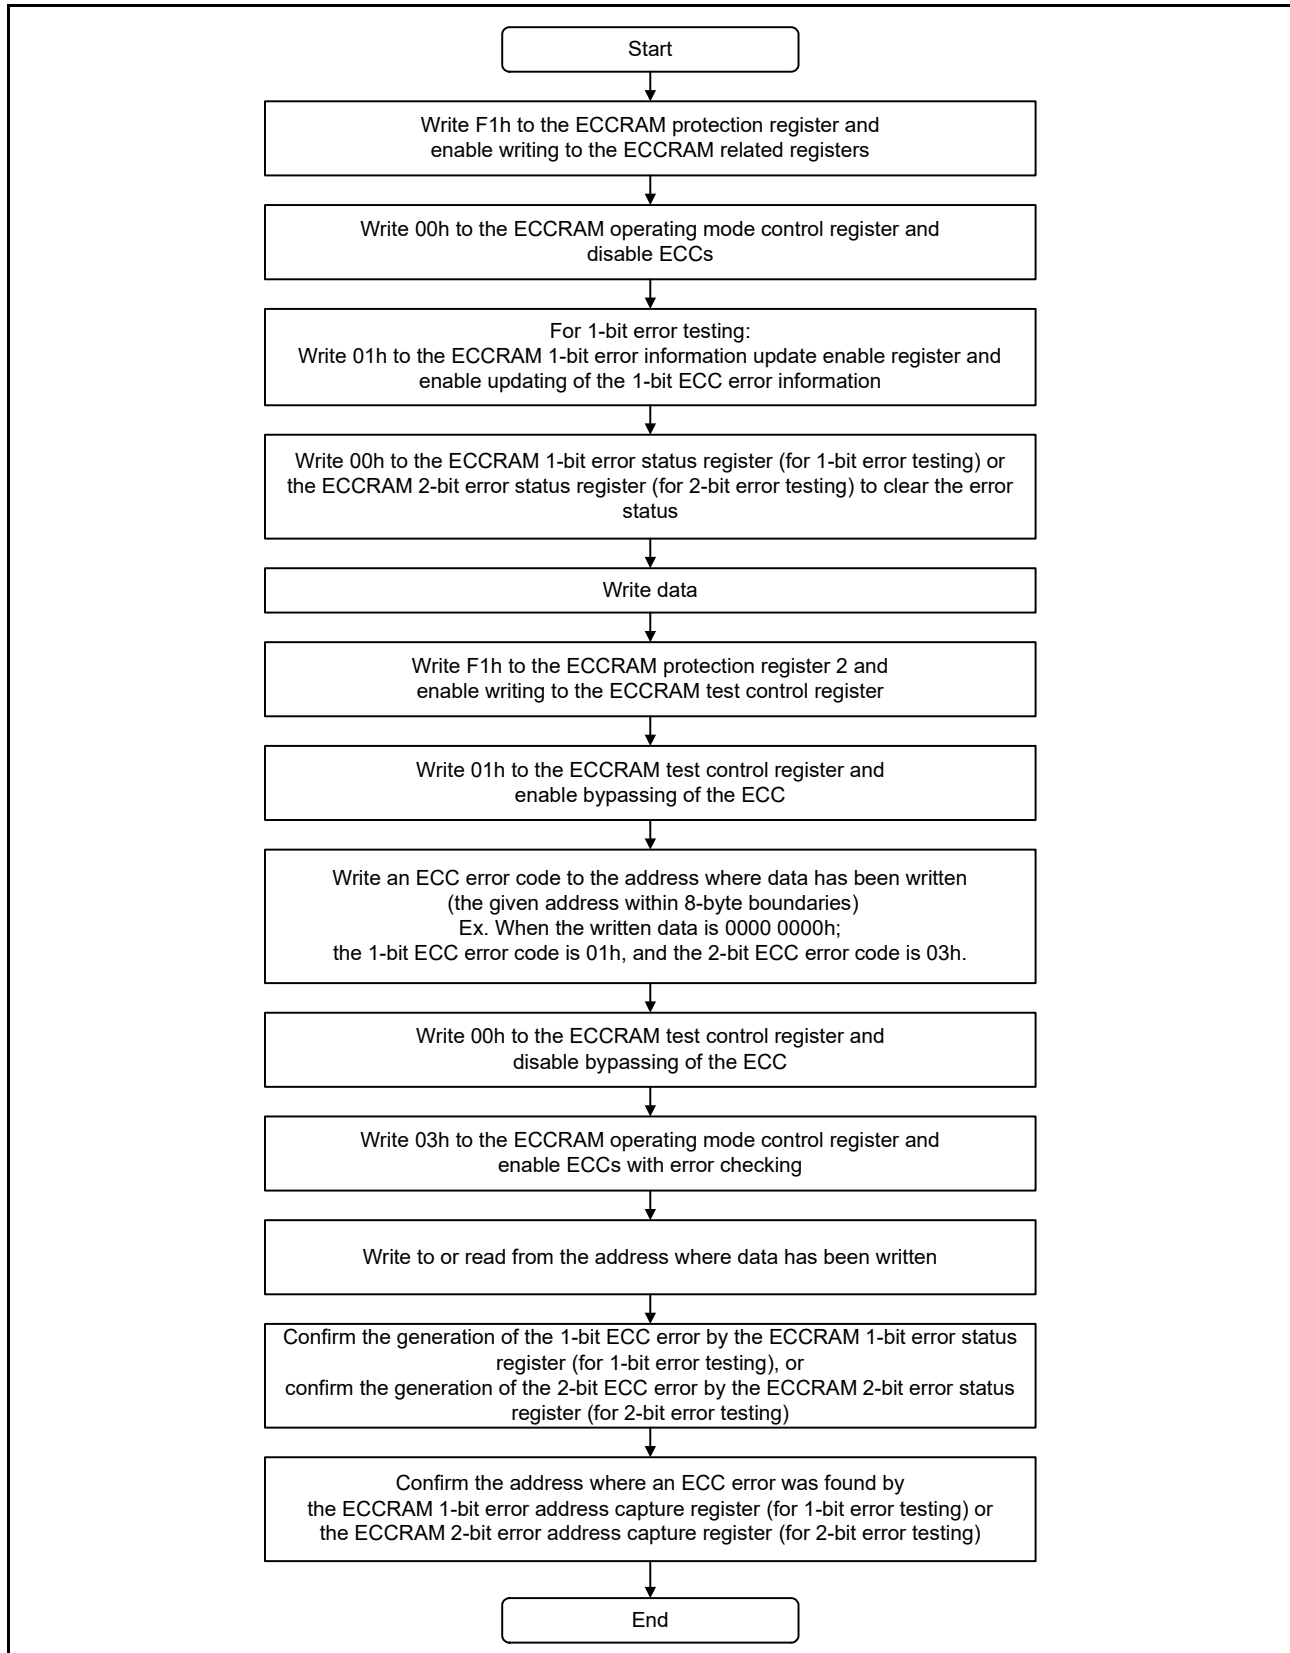 Start
Write F1h to the ECCRAM protection register and
enable writing to the ECCRAM related registers
Write 00h to the ECCRAM operating mode control register and
disable ECCs
For 1-bit error testing:
Write 01h to the ECCRAM 1-bit error information update enable register and
enable updating of the 1-bit ECC error information
Write 00h to the ECCRAM 1-bit error status register (for 1-bit error testing) or
the ECCRAM 2-bit error status register (for 2-bit error testing) to clear the error
status
Write data
Write F1h to the ECCRAM protection register 2 and
enable writing to the ECCRAM test control register
Write 01h to the ECCRAM test control register and
enable bypassing of the ECC
Write an ECC error code to the address where data has been written
(the given address within 8-byte boundaries)
Ex. When the written data is 0000 0000h;
the 1-bit ECC error code is 01h, and the 2-bit ECC error code is 03h.
Write 00h to the ECCRAM test control register and
disable bypassing of the ECC
Write 03h to the ECCRAM operating mode control register and
enable ECCs with error checking
Write to or read from the address where data has been written
Confirm the generation of the 1-bit ECC error by the ECCRAM 1-bit error status
register (for 1-bit error testing), or
confirm the generation of the 2-bit ECC error by the ECCRAM 2-bit error status
register (for 2-bit error testing)
Confirm the address where an ECC error was found by
the ECCRAM 1-bit error address capture register (for 1-bit error testing) or
the ECCRAM 2-bit error address capture register (for 2-bit error testing)
End